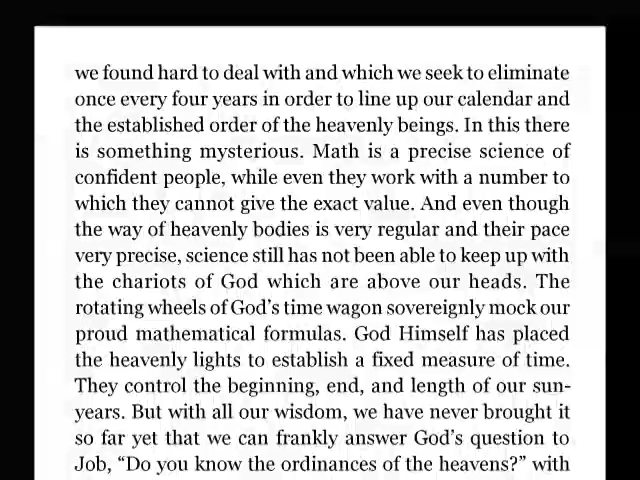 we found hard to deal with and which we seek to eliminate
once every four years in order to line up our calendar and
the established order of the heavenly beings. In this there
is something mysterious. Math is a precise science of
confident people, while even they work with a number to
which they cannot give the exact value. And even though
the way of heavenly bodies is very regular and their pace
very precise, science still has not been able to keep up with
the chariots of God which are above our heads. The
rotating wheels of God’s time wagon sovereignly mock our
proud mathematical formulas. God Himself has placed
the heavenly lights to establish a fixed measure of time.
They control the beginning, end, and length of our sun-
years. But with all our wisdom, we have never brought it
so far yet that we can frankly answer God’s question to
Job, “Do you know the ordinances of the heavens?” with